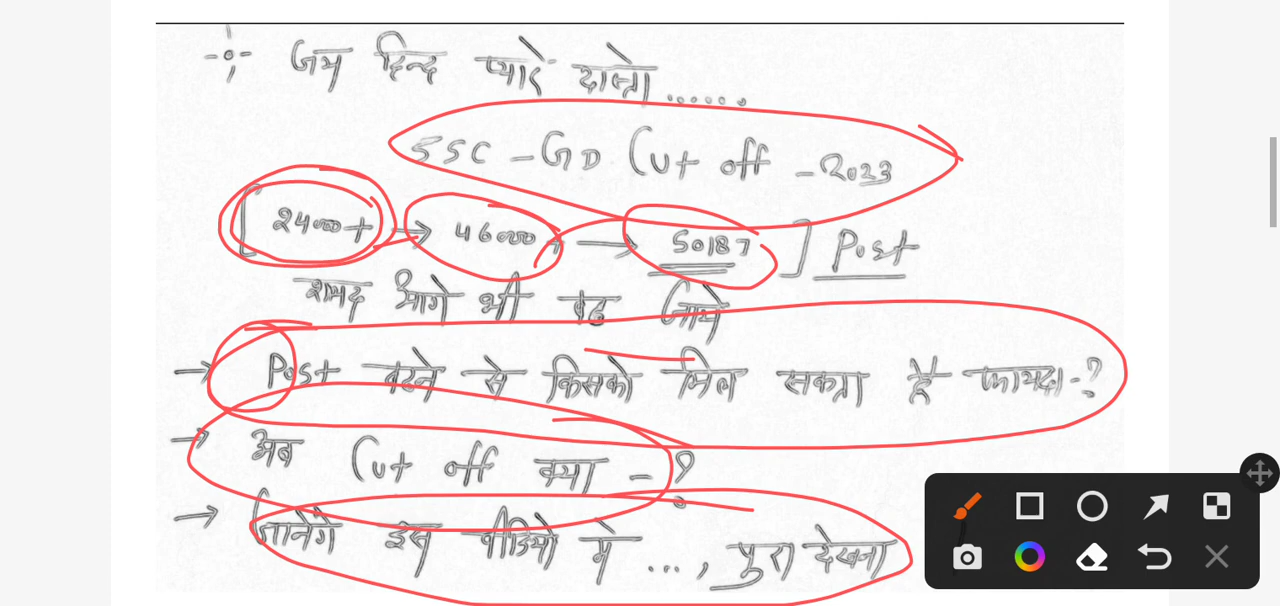 जय हिन्द प्यारे दोस्तों ......
SSC - GD Cut off - 2023
[ 24000+ → 46000+ → 50187 ] Post
शायद आगे भी बढ़ जाये
→ Post बढने से किसको मिल सकता है फायदा - ?
→ अब Cut off क्या - ?
→ जानेगे इस वीडियो मे ..., पुरा देखना